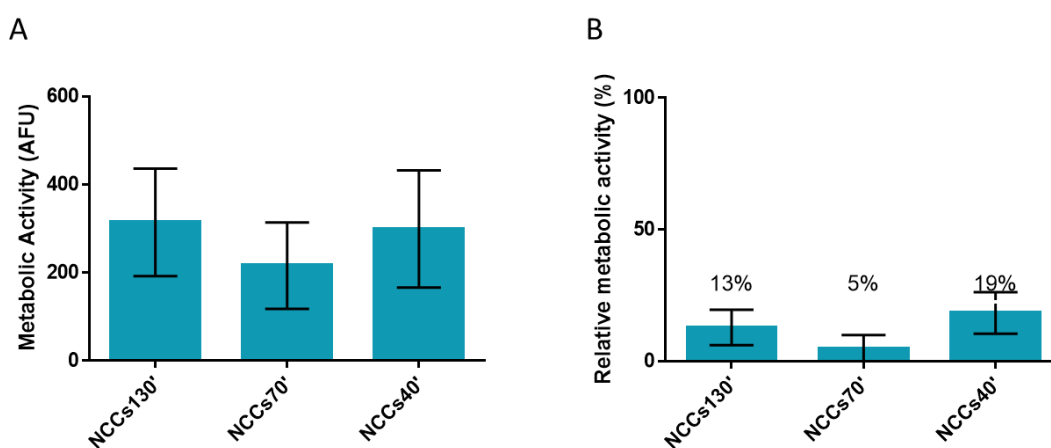 A
Metabolic Activity (AFU)
600
400
200
0
NCCs130'
NCCs70'
NCCs40'
B
Relative metabolic activity (%)
100
50
0
13%
5%
19%
NCCs130'
NCCs70'
NCCs40'